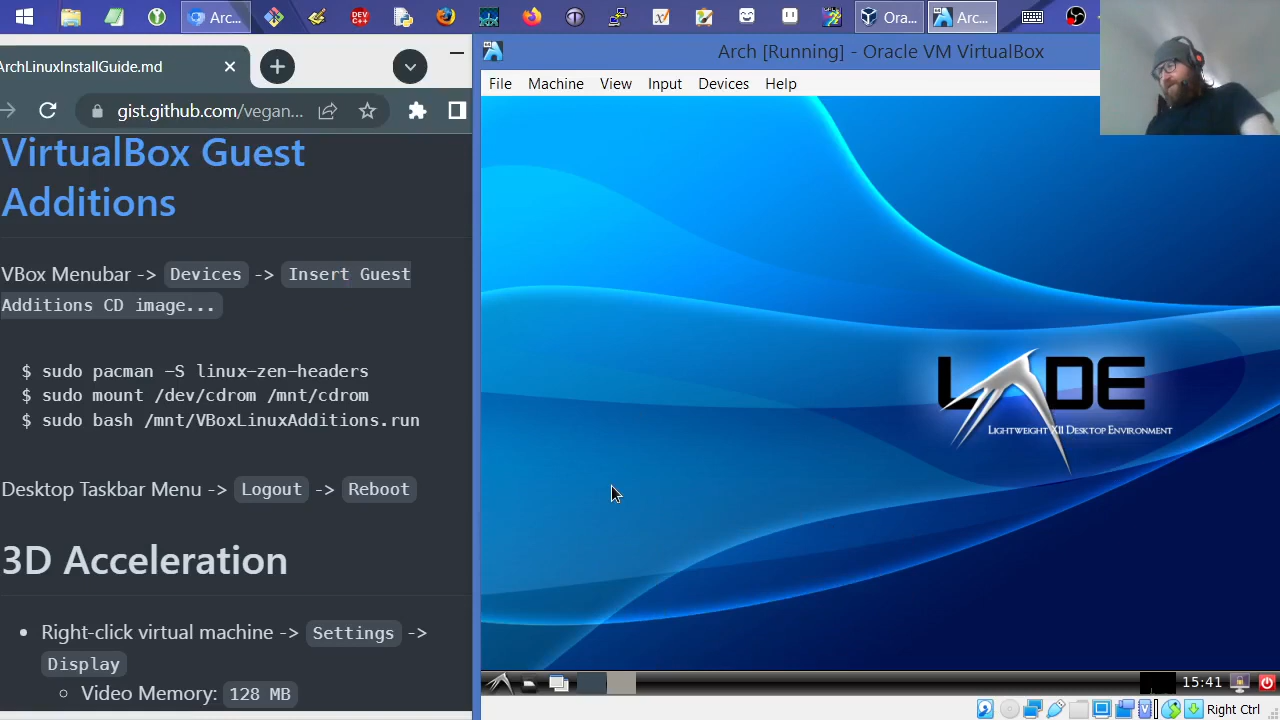 Arc...
Ora...
Arc...
ArchLinuxInstallGuide.md
gist.github.com/vegan...
VirtualBox Guest
Additions
VBox Menubar -> Devices -> Insert Guest
Additions CD image...
$ sudo pacman -S linux-zen-headers
$ sudo mount /dev/cdrom /mnt/cdrom
$ sudo bash /mnt/VBoxLinuxAdditions.run
Desktop Taskbar Menu -> Logout -> Reboot
3D Acceleration
Right-click virtual machine -> Settings ->
Display
Video Memory: 128 MB
Arch [Running] - Oracle VM VirtualBox
File Machine View Input Devices Help
LXDE
Lightweight X11 Desktop Environment
15:41
Right Ctrl